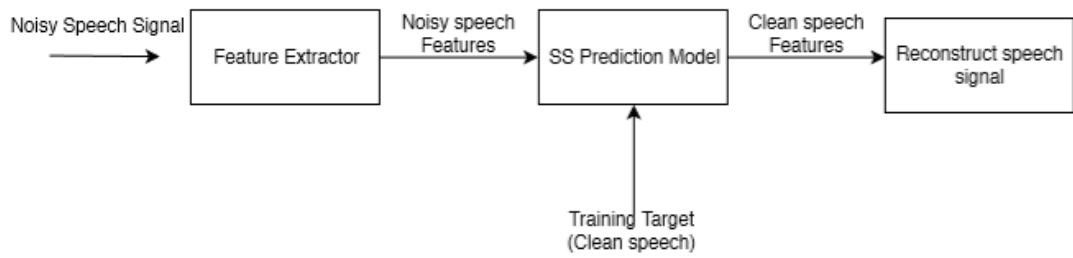 Noisy Speech Signal
Feature Extractor
Noisy speech
Features
SS Prediction Model
Clean speech
Features
Reconstruct speech
signal
Training Target
(Clean speech)